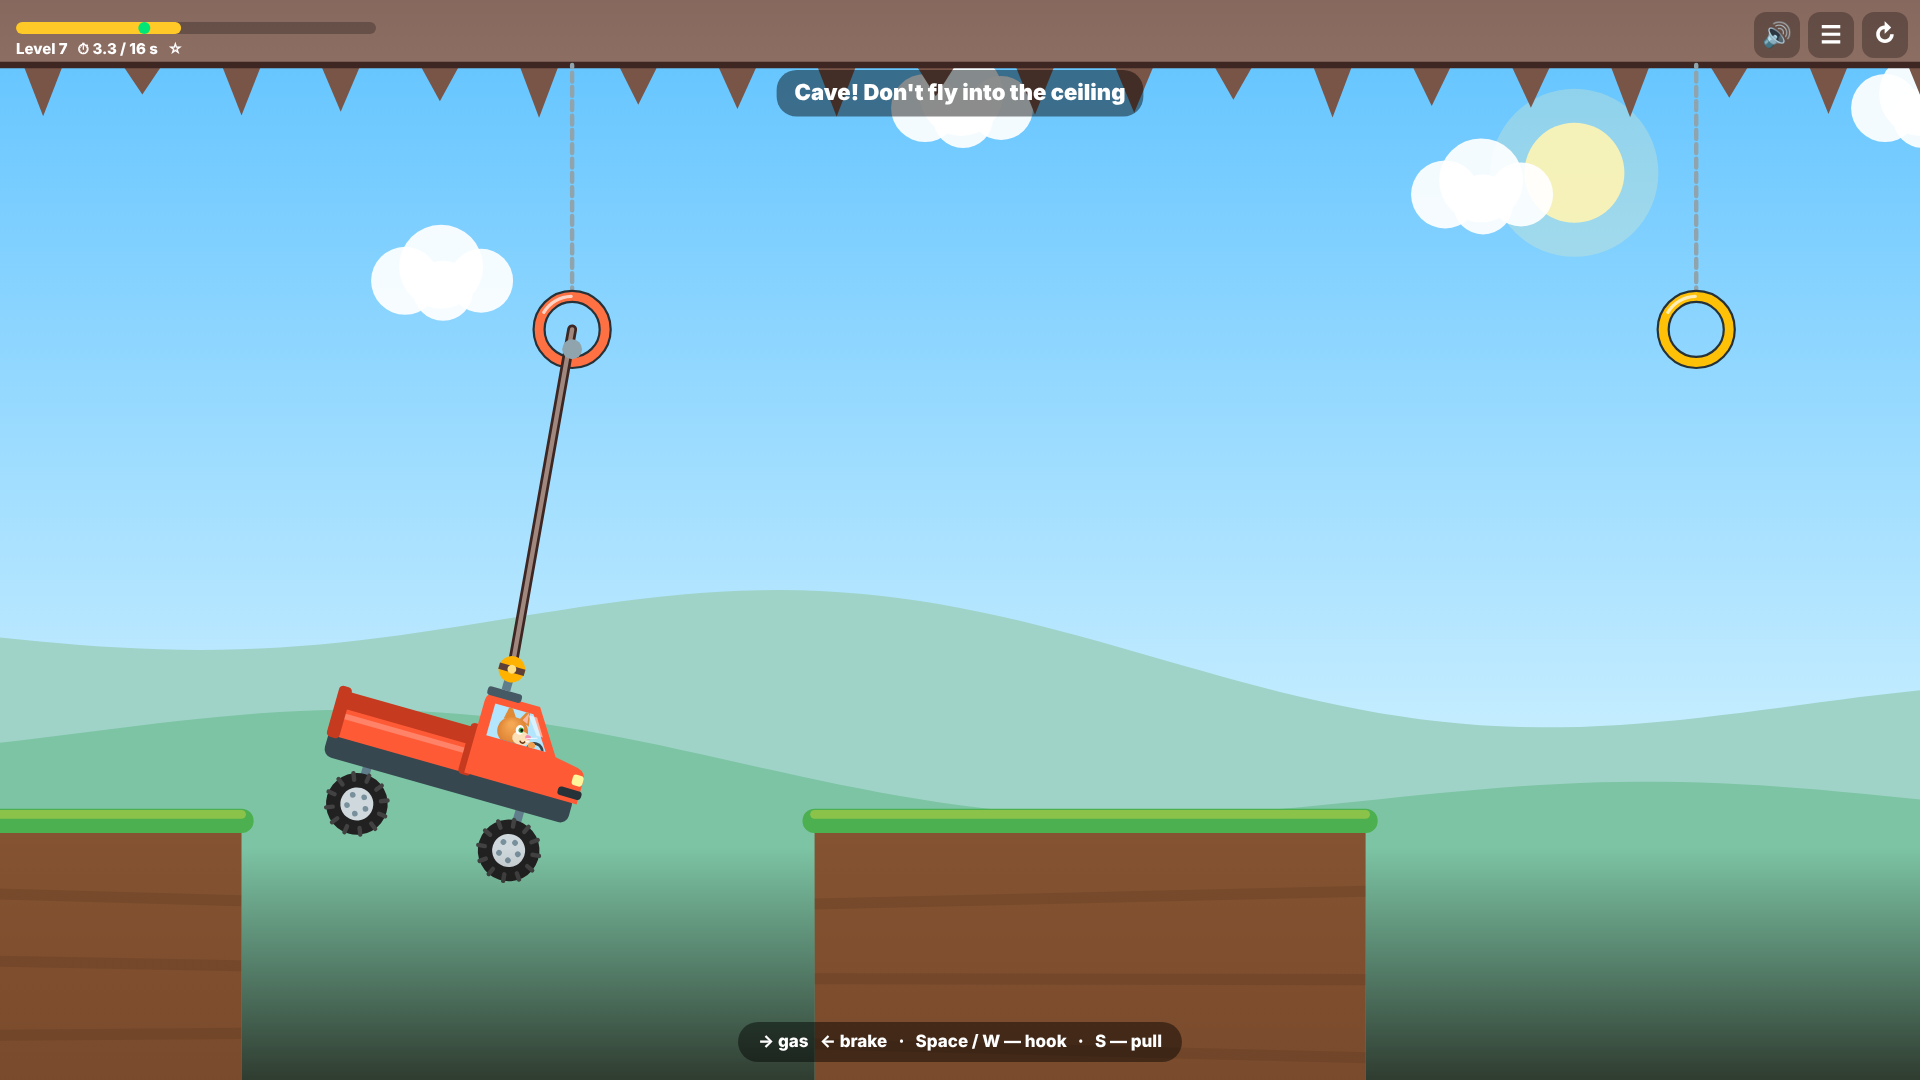 Level 7 ⏱ 3.3 / 16 s ☆
Cave! Don't fly into the ceiling
→ gas ← brake · Space / W — hook · S — pull